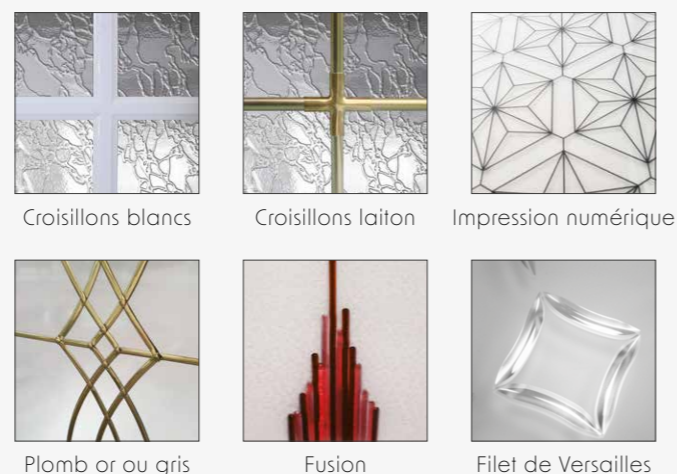 Croisillons blancs
Croisillons laiton
Impression numérique
Plomb or ou gris
Fusion
Filet de Versailles